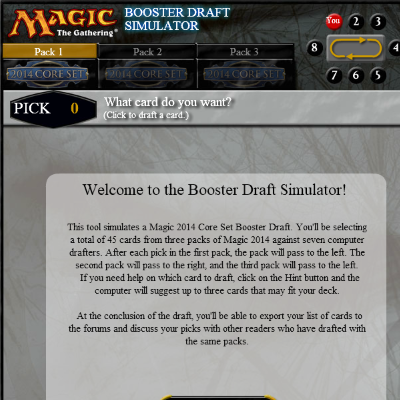 MAGIC
The Gathering®
BOOSTER DRAFT
SIMULATOR
You 2 3
8 4
7 6 5
Pack 1 Pack 2 Pack 3
2014 CORE SET 2014 CORE SET 2014 CORE SET
PICK 0
What card do you want?
(Click to draft a card.)
Welcome to the Booster Draft Simulator!
This tool simulates a Magic 2014 Core Set Booster Draft. You'll be selecting
a total of 45 cards from three packs of Magic 2014 against seven computer
drafters. After each pick in the first pack, the pack will pass to the left. The
second pack will pass to the right, and the third pack will pass to the left.
If you need help on which card to draft, click on the Hint button and the
computer will suggest up to three cards that may fit your deck.
At the conclusion of the draft, you'll be able to export your list of cards to
the forums and discuss your picks with other readers who have drafted with
the same packs.